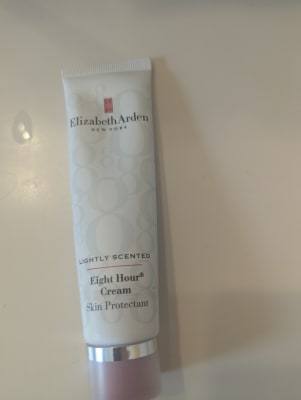 Elizabeth Arden
NEW YORK
LIGHTLY SCENTED
Eight Hour®
Cream
Skin Protectant